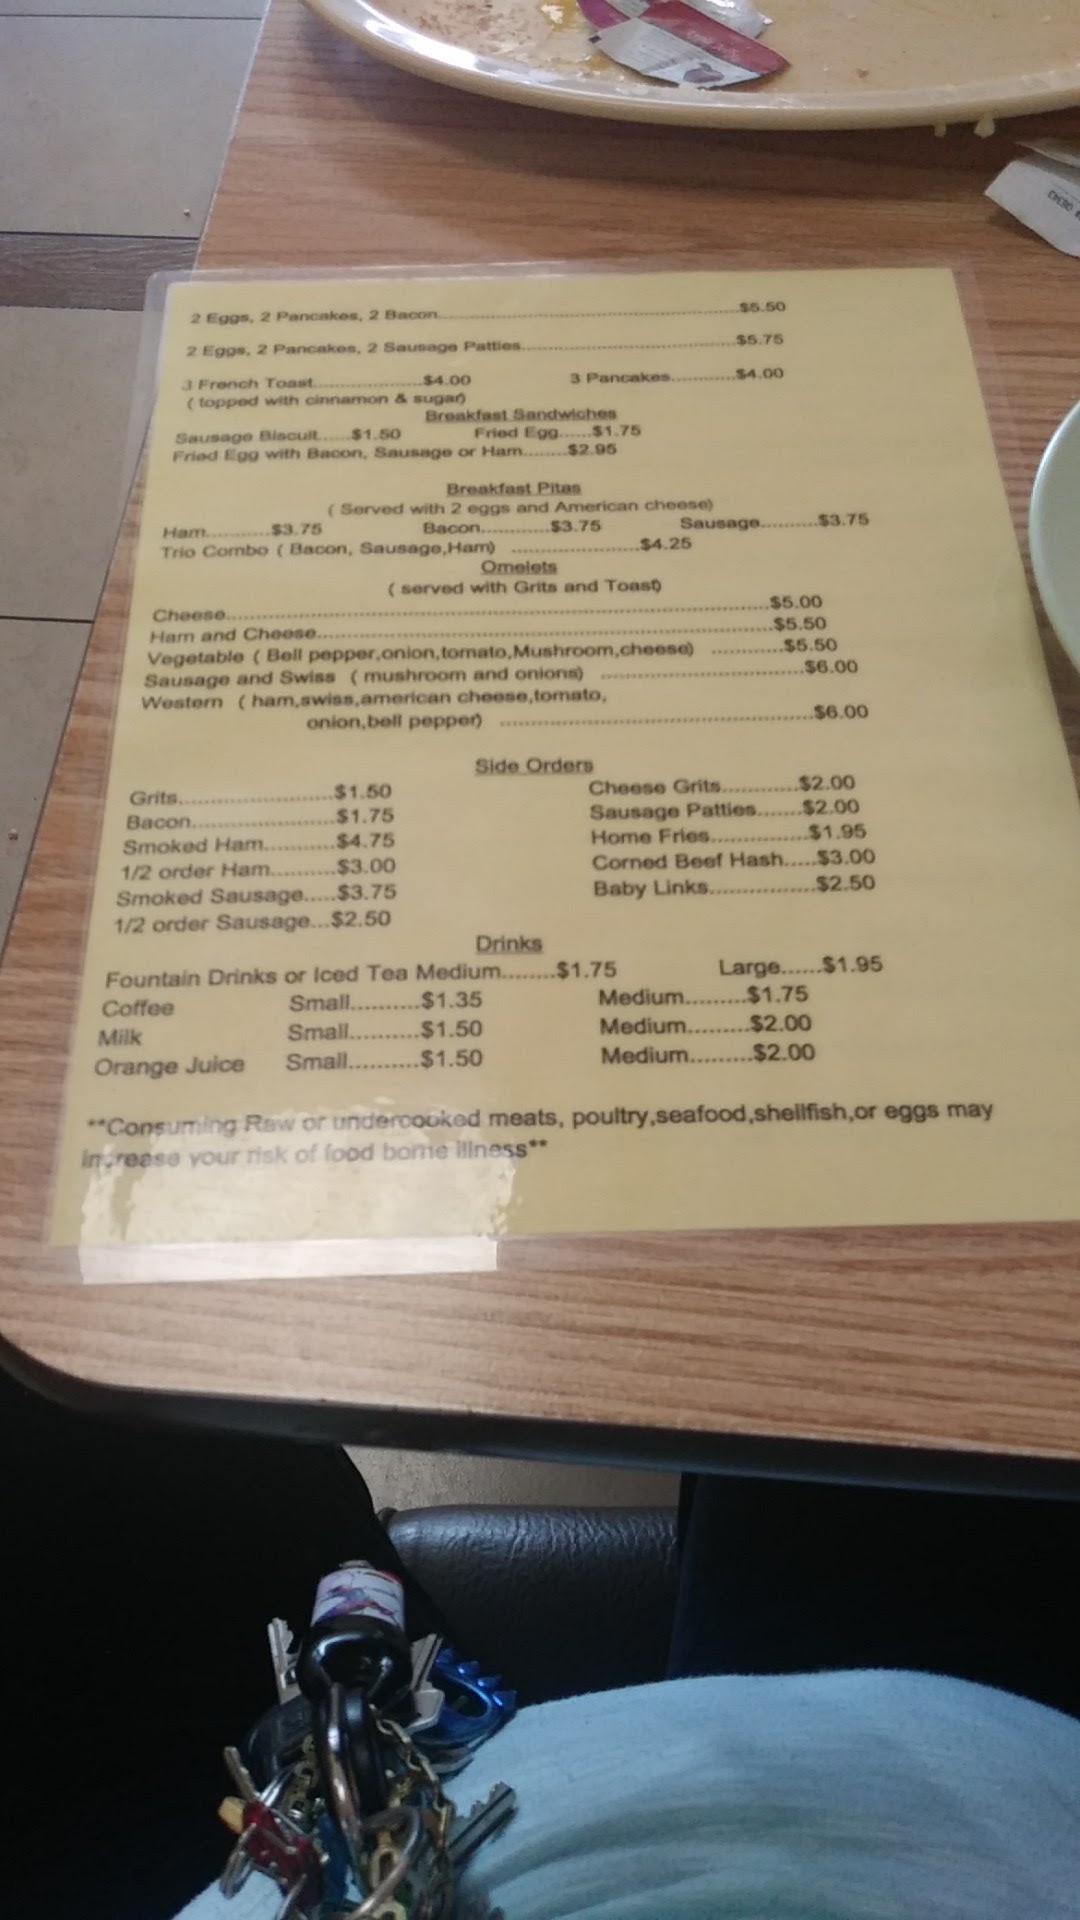 2 Eggs, 2 Pancakes, 2 Bacon..............................................$5.50
2 Eggs, 2 Pancakes, 2 Sausage Patties................................$5.75
3 French Toast.................$4.00 3 Pancakes..........$4.00
( topped with cinnamon & sugar)
Breakfast Sandwiches
Sausage Biscuit.....$1.50 Fried Egg......$1.75
Fried Egg with Bacon, Sausage or Ham........$2.95
Breakfast Pitas
( Served with 2 eggs and American cheese)
Ham..........$3.75 Bacon...........$3.75 Sausage.........$3.75
Trio Combo ( Bacon, Sausage,Ham) ....................$4.25
Omelets
( served with Grits and Toast)
Cheese...............................................................................$5.00
Ham and Cheese..................................................................$5.50
Vegetable ( Bell pepper,onion,tomato,Mushroom,cheese) ............$5.50
Sausage and Swiss ( mushroom and onions) .................................$6.00
Western ( ham,swiss,american cheese,tomato,
onion,bell pepper) ..................................................$6.00
Side Orders
Grits.......................$1.50 Cheese Grits............$2.00
Bacon.....................$1.75 Sausage Patties.......$2.00
Smoked Ham..........$4.75 Home Fries...............$1.95
1/2 order Ham..........$3.00 Corned Beef Hash.....$3.00
Smoked Sausage.....$3.75 Baby Links................$2.50
1/2 order Sausage...$2.50
Drinks
Fountain Drinks or Iced Tea Medium........$1.75 Large......$1.95
Coffee Small..........$1.35 Medium.........$1.75
Milk Small..........$1.50 Medium.........$2.00
Orange Juice Small..........$1.50 Medium.........$2.00
**Consuming Raw or undercooked meats, poultry,seafood,shellfish,or eggs may
increase your risk of food borne illness**